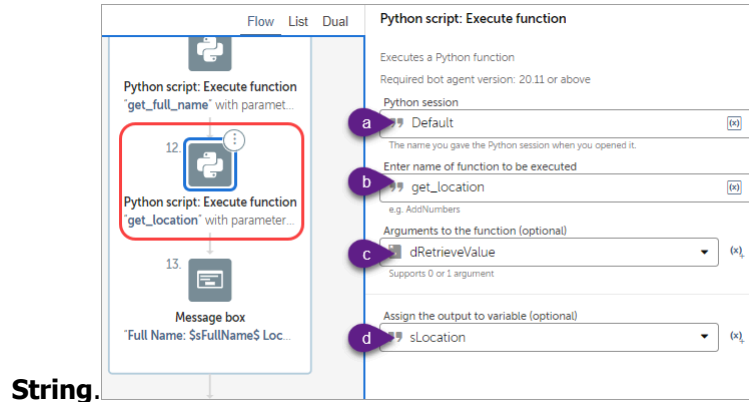 Flow List Dual
Python script: Execute function
"get_full_name" with paramet...
12.
Python script: Execute function
"get_location" with parameter...
13.
Message box
"Full Name: $sFullName$ Loc...
Python script: Execute function
Executes a Python function
Required bot agent version: 20.11 or above
Python session
a
Default
(x)
The name you gave the Python session when you opened it.
Enter name of function to be executed
b
get_location
(x)
e.g. AddNumbers
Arguments to the function (optional)
c
dRetrieveValue
(x)+
Supports 0 or 1 argument
Assign the output to variable (optional)
d
sLocation
(x)+
String.